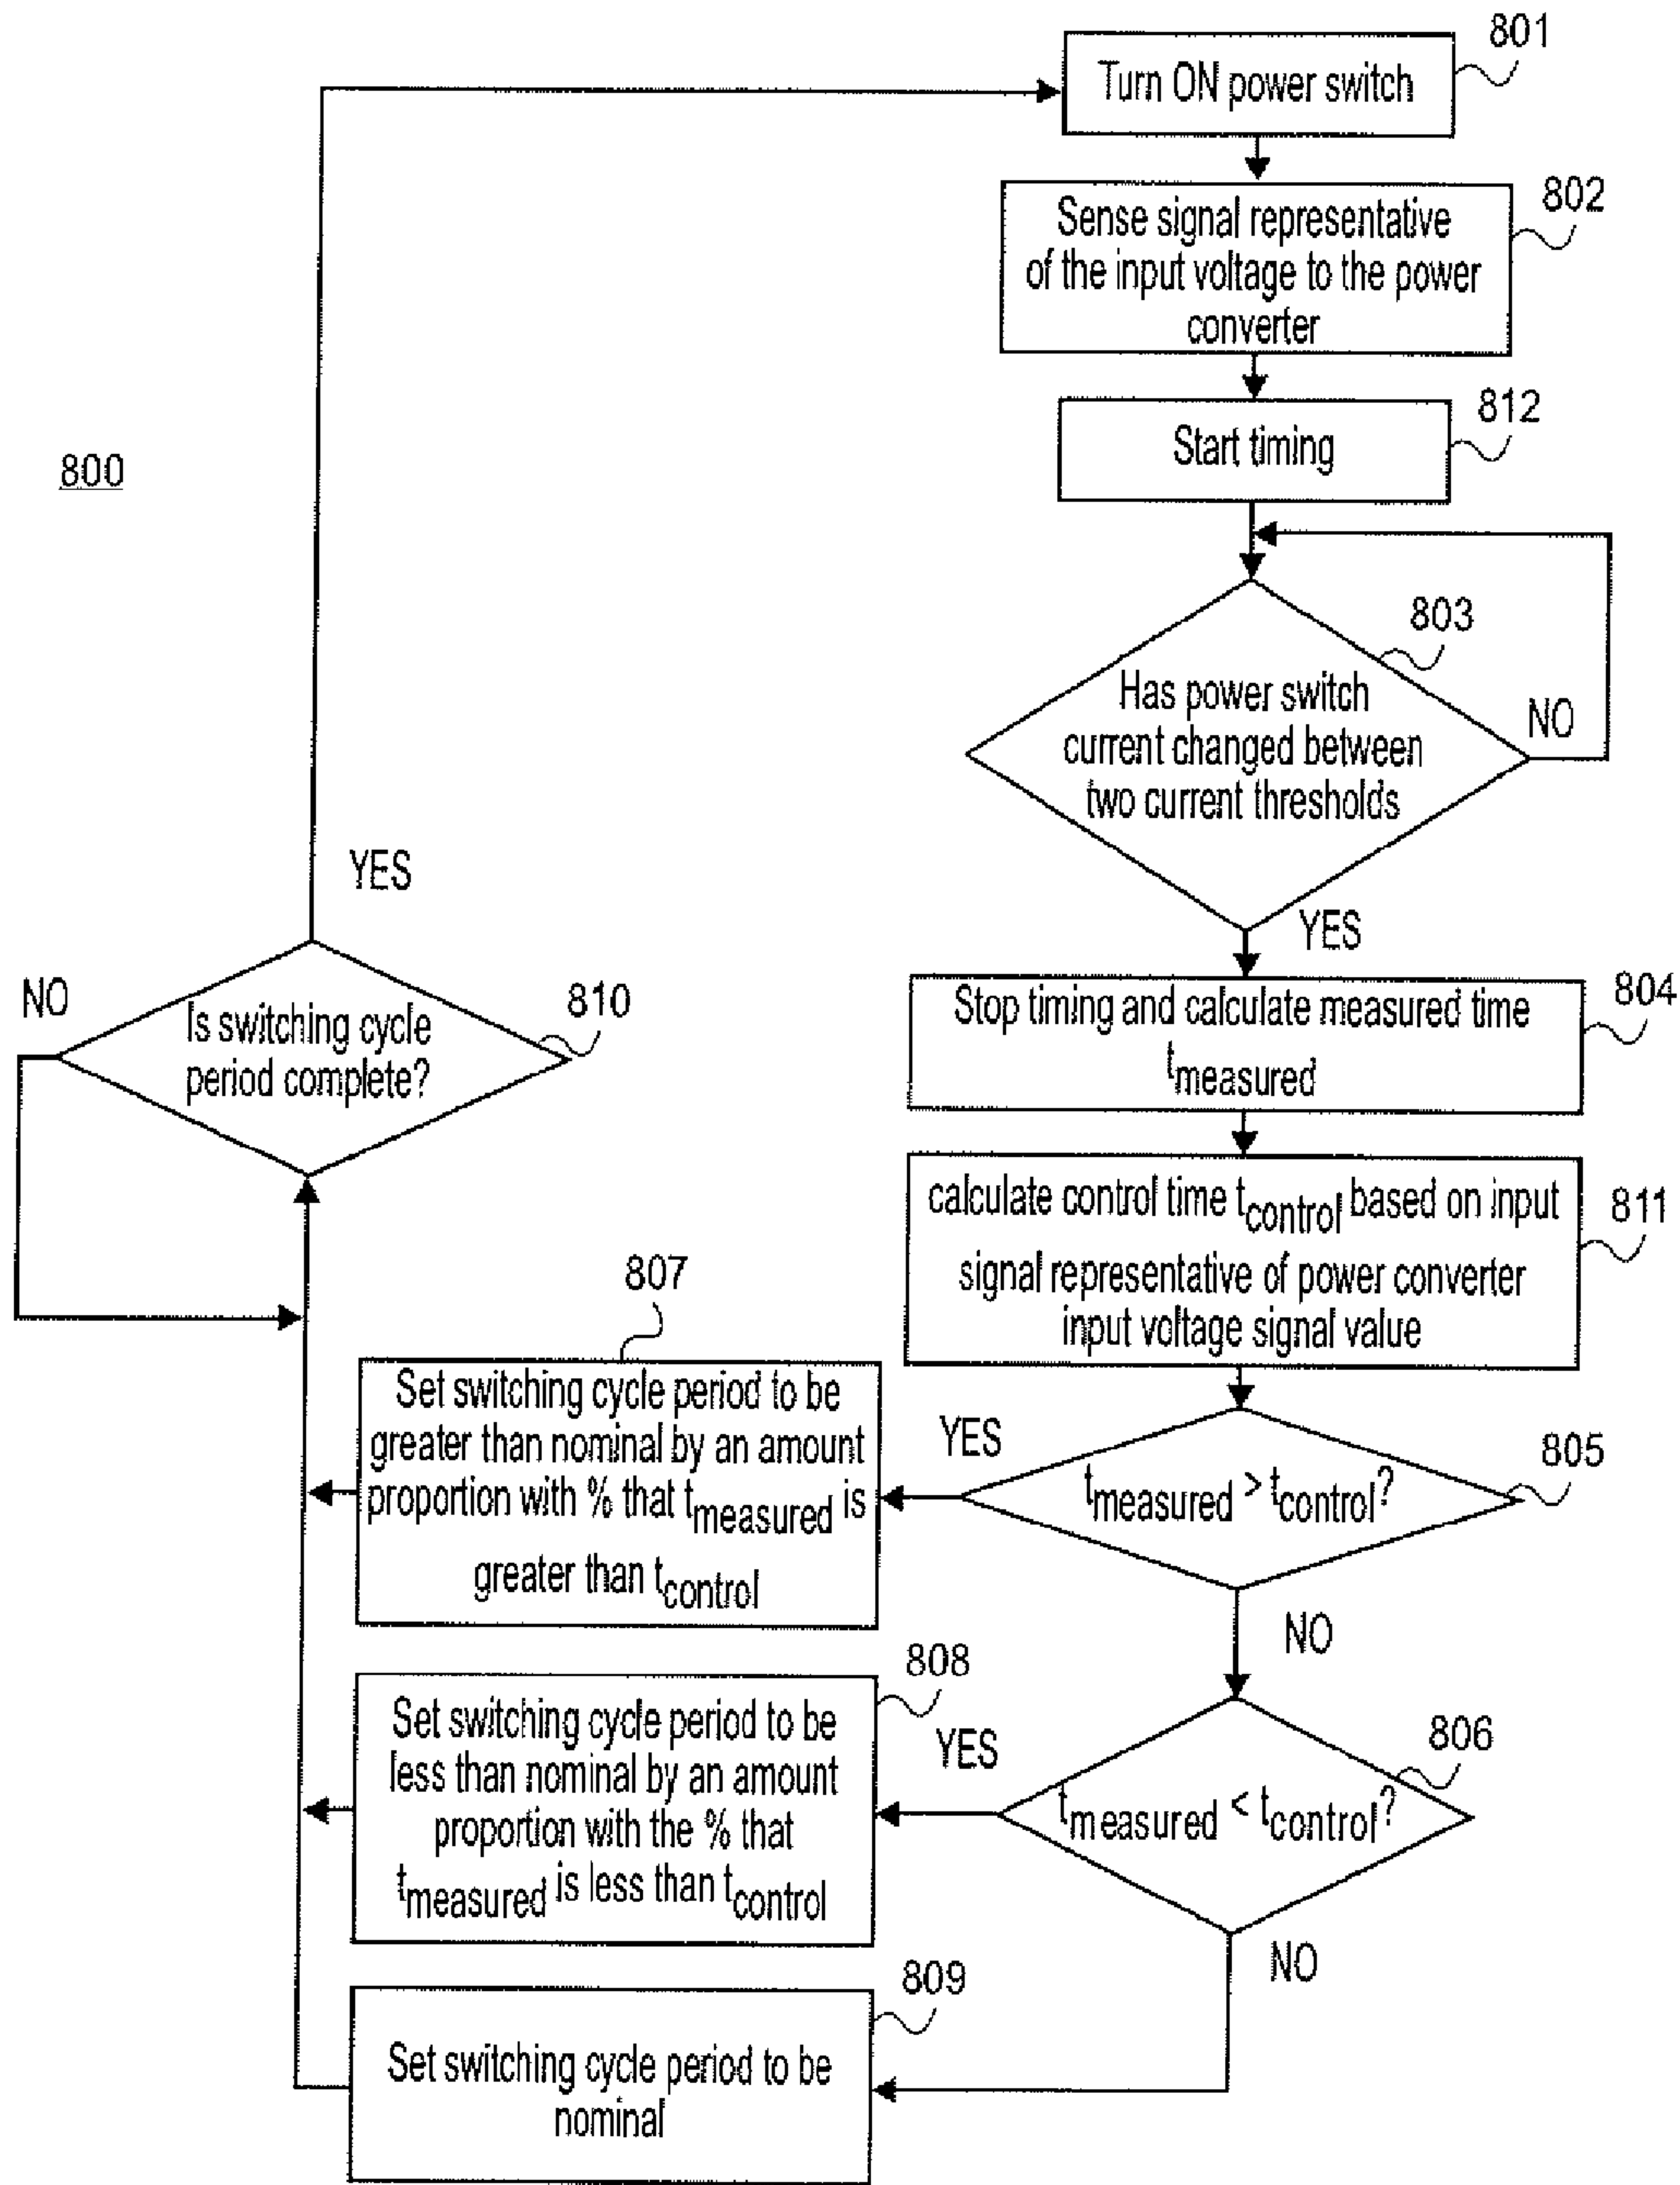 801
Turn ON power switch
802
Sense signal representative
of the input voltage to the power
converter
812
Start timing
800
803
Has power switch
current changed between
two current thresholds
NO
YES
YES
NO
810
Is switching cycle
period complete?
804
Stop timing and calculate measured time
tmeasured
811
calculate control time tcontrol based on input
signal representative of power converter
input voltage signal value
807
Set switching cycle period to be
greater than nominal by an amount
proportion with % that tmeasured is
greater than tcontrol
YES
805
tmeasured > tcontrol?
NO
808
Set switching cycle period to be
less than nominal by an amount
proportion with the % that
tmeasured is less than tcontrol
YES
806
tmeasured < tcontrol?
NO
809
Set switching cycle period to be
nominal